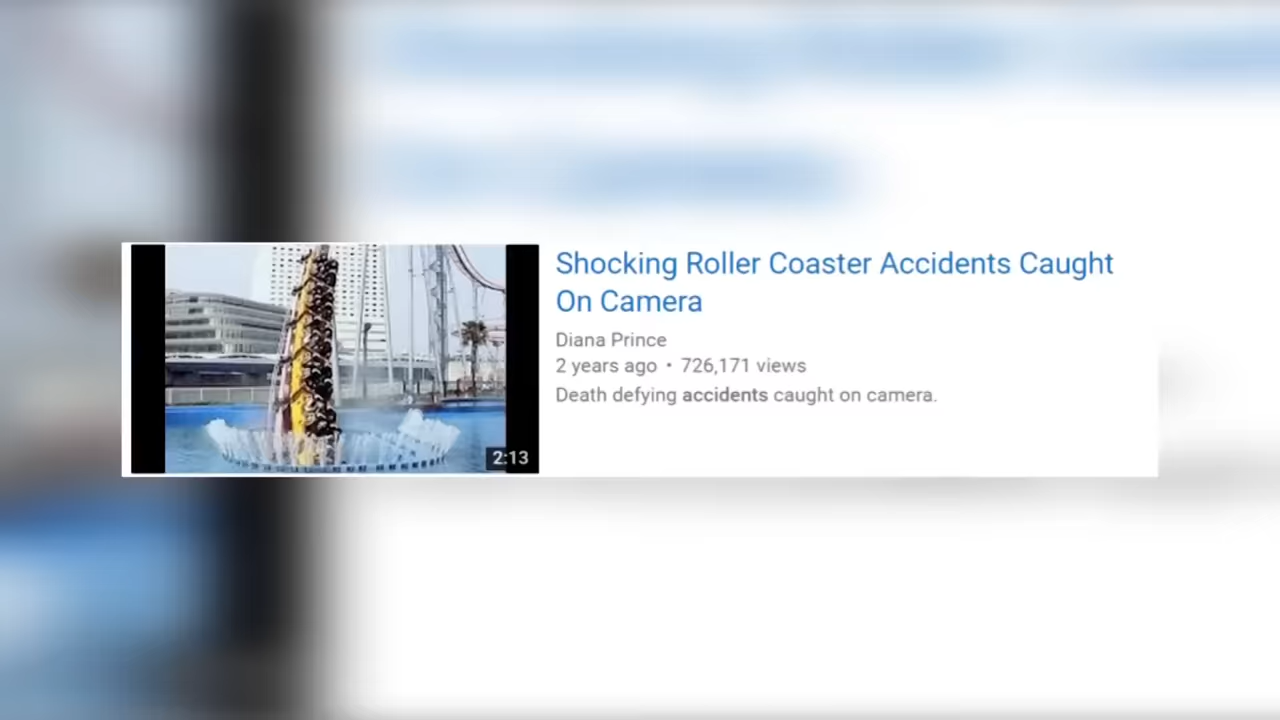 Shocking Roller Coaster Accidents Caught
On Camera
Diana Prince
2 years ago • 726,171 views
Death defying accidents caught on camera.
2:13